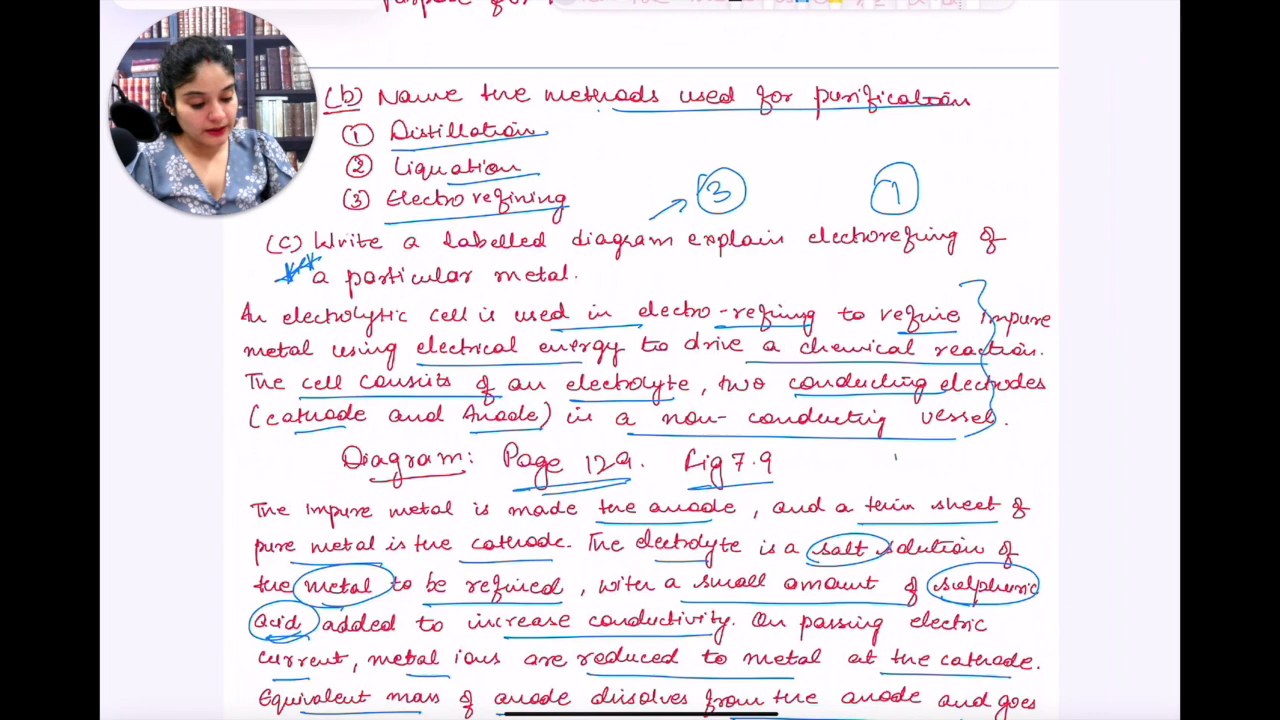 (b) Name the methods used for purification
① Distillation
② Liquation
③ Electro refining
3
1
(c) Write a labelled diagram explain electrorefing of
a particular metal.
An electrolytic cell is used in electro-refining to refine impure
metal using electrical energy to drive a chemical reaction.
The cell consists of an electrolyte, two conducting electrodes
(cathode and Anode) in a non-conducting vessel.
Diagram: Page 129. Fig 7.9
The impure metal is made the anode, and a thin sheet of
pure metal is the cathode. The electrolyte is a salt solution of
the metal to be refined, with a small amount of sulphuric
acid, added to increase conductivity. On passing electric
current, metal ions are reduced to metal at the cathode.
Equivalent mass of anode dissolves from the anode and goes